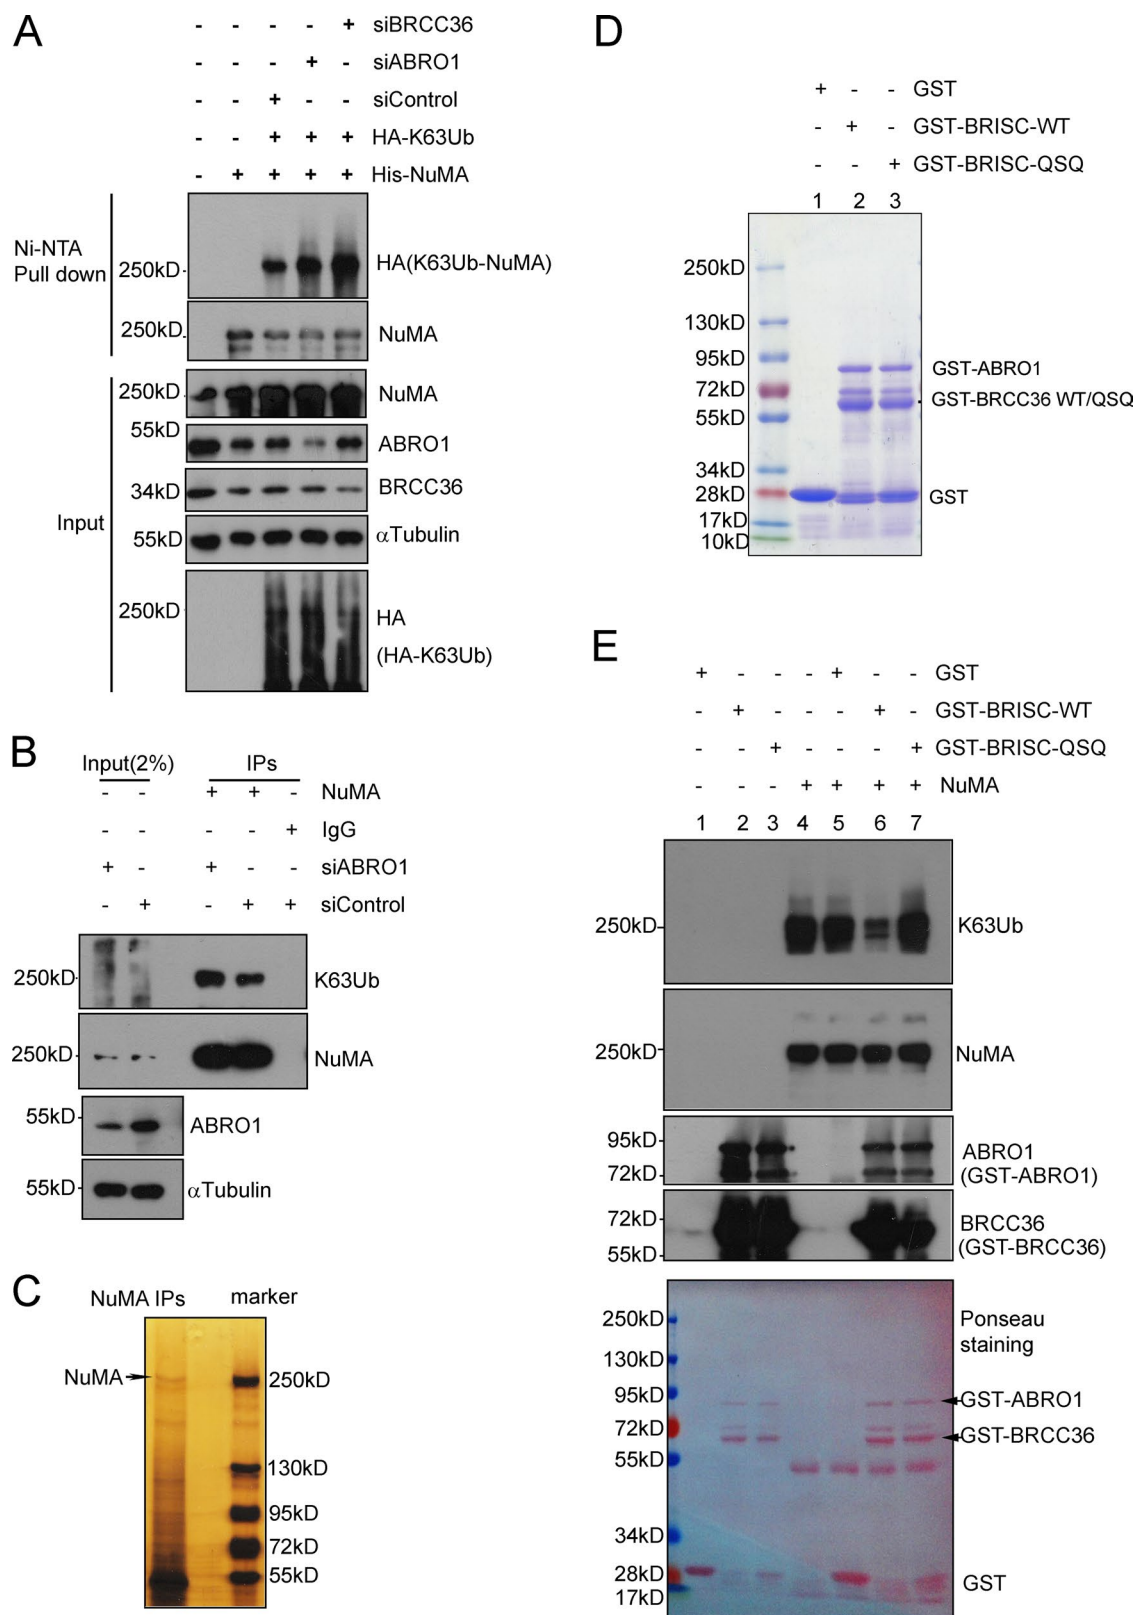 A
- - - - + siBRCC36
- - - + - siABRO1
- - + - - siControl
- - + + + HA-K63Ub
- + + + + His-NuMA
Ni-NTA
Pull down
250kD
HA(K63Ub-NuMA)
250kD
NuMA
Input
250kD
NuMA
55kD
ABRO1
34kD
BRCC36
55kD
αTubulin
250kD
HA
(HA-K63Ub)
B
Input(2%) IPs
- - + + - NuMA
- - - - + IgG
+ - + - - siABRO1
- + - + + siControl
250kD
K63Ub
250kD
NuMA
55kD
ABRO1
55kD
αTubulin
C
NuMA IPs marker
NuMA
250kD
130kD
95kD
72kD
55kD
D
+ - - GST
- + - GST-BRISC-WT
- - + GST-BRISC-QSQ
1 2 3
250kD
130kD
95kD
72kD
55kD
34kD
28kD
17kD
10kD
GST-ABRO1
GST-BRCC36 WT/QSQ
GST
E
+ - - - + - - GST
- + - - - + - GST-BRISC-WT
- - + - - - + GST-BRISC-QSQ
- - - + + + + NuMA
1 2 3 4 5 6 7
250kD
K63Ub
250kD
NuMA
95kD
72kD
ABRO1
(GST-ABRO1)
72kD
55kD
BRCC36
(GST-BRCC36)
250kD
130kD
95kD
72kD
55kD
34kD
28kD
17kD
Ponseau
staining
GST-ABRO1
GST-BRCC36
GST